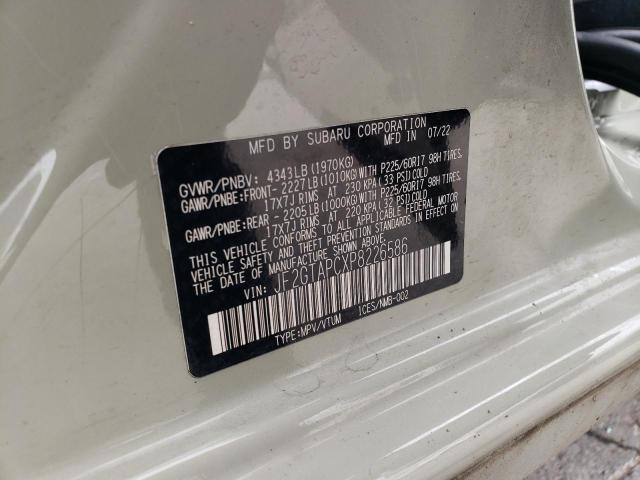 MFD BY SUBARU CORPORATION
MFD IN 07/22
GVWR/PNBV: 4343LB (1970KG)
GAWR/PNBE:FRONT- 2227LB(1010KG)WITH P225/60R17 98H TIRES.
17X7J RIMS AT 230 KPA( 33 PSI)COLD
GAWR/PNBE:REAR - 2205LB(1000KG)WITH P225/60R17 98H TIRES.
17X7J RIMS AT 220 KPA( 32 PSI)COLD
THIS VEHICLE CONFORMS TO ALL APPLICABLE FEDERAL MOTOR
VEHICLE SAFETY AND THEFT PREVENTION STANDARDS IN EFFECT ON
THE DATE OF MANUFACTURE SHOWN ABOVE.
VIN: JF2GTAPCXP8226586
TYPE:MPV/VTUM ICES/NMB-002